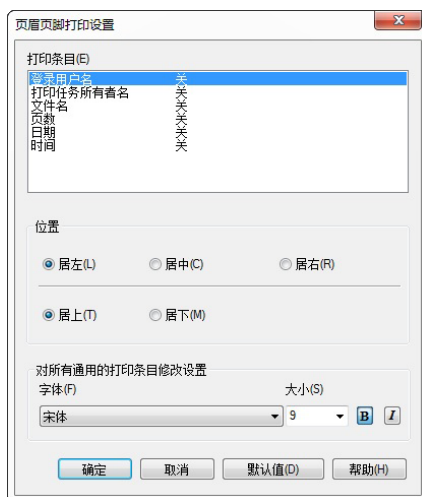 页眉页脚打印设置
打印条目(E)
登录用户名 关
打印任务所有者名 关
文件名 关
页数 关
日期 关
时间 关
位置
居左(L) 居中(C) 居右(R)
居上(T) 居下(M)
对所有通用的打印条目修改设置
字体(F) 大小(S)
宋体 9 B I
确定 取消 默认值(D) 帮助(H)